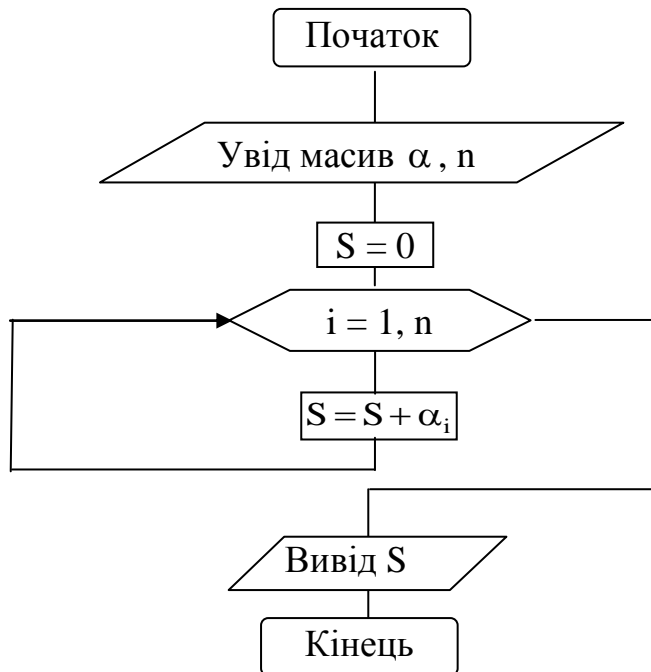 Початок
Увід масив α , n
S = 0
i = 1, n
S = S + αᵢ
Вивід S
Кінець